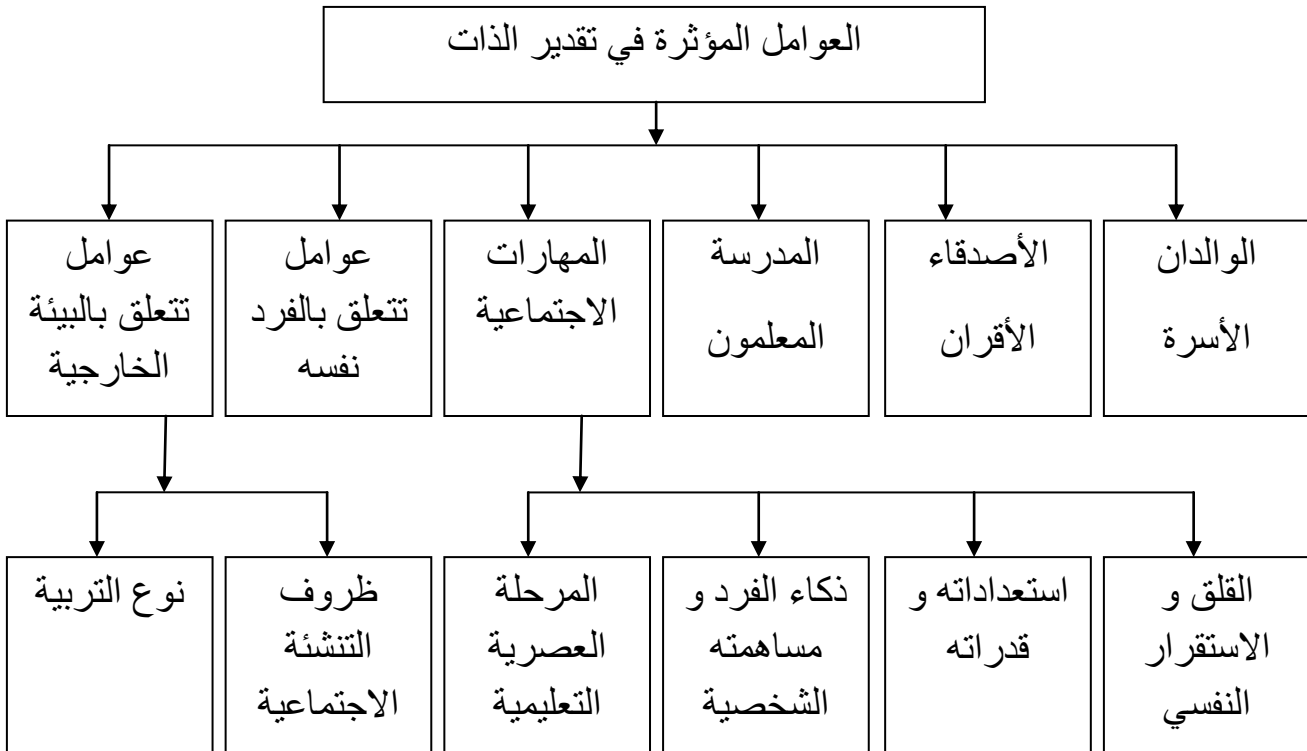 العوامل المؤثرة في تقدير الذات
الوالدان
الأسرة
الأصدقاء
الأقران
المدرسة
المعلمون
المهارات
الاجتماعية
عوامل
تتعلق بالفرد
نفسه
عوامل
تتعلق بالبيئة
الخارجية
القلق و
الاستقرار
النفسي
استعداداته و
قدراته
ذكاء الفرد و
مساهمته
الشخصية
المرحلة
العصرية
التعليمية
ظروف
التنشئة
الاجتماعية
نوع التربية